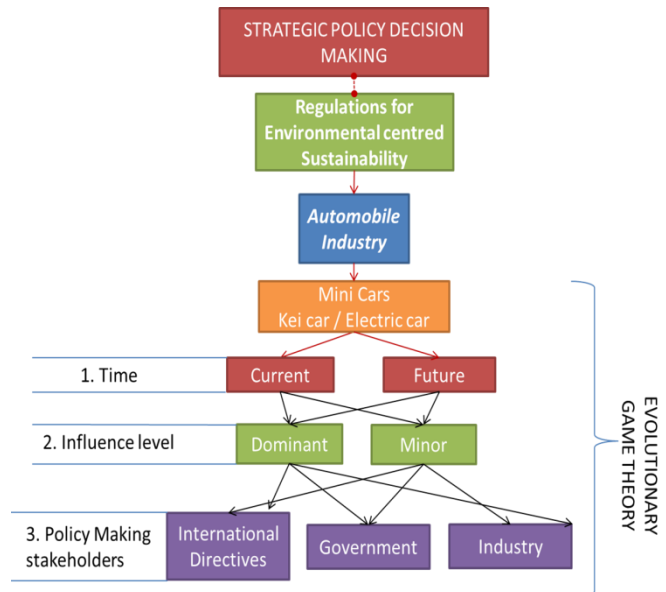 STRATEGIC POLICY DECISION
MAKING
Regulations for
Environmental centred
Sustainability
Automobile
Industry
Mini Cars
Kei car / Electric car
1. Time
Current
Future
2. Influence level
Dominant
Minor
3. Policy Making
stakeholders
International
Directives
Government
Industry
EVOLUTIONARY
GAME THEORY